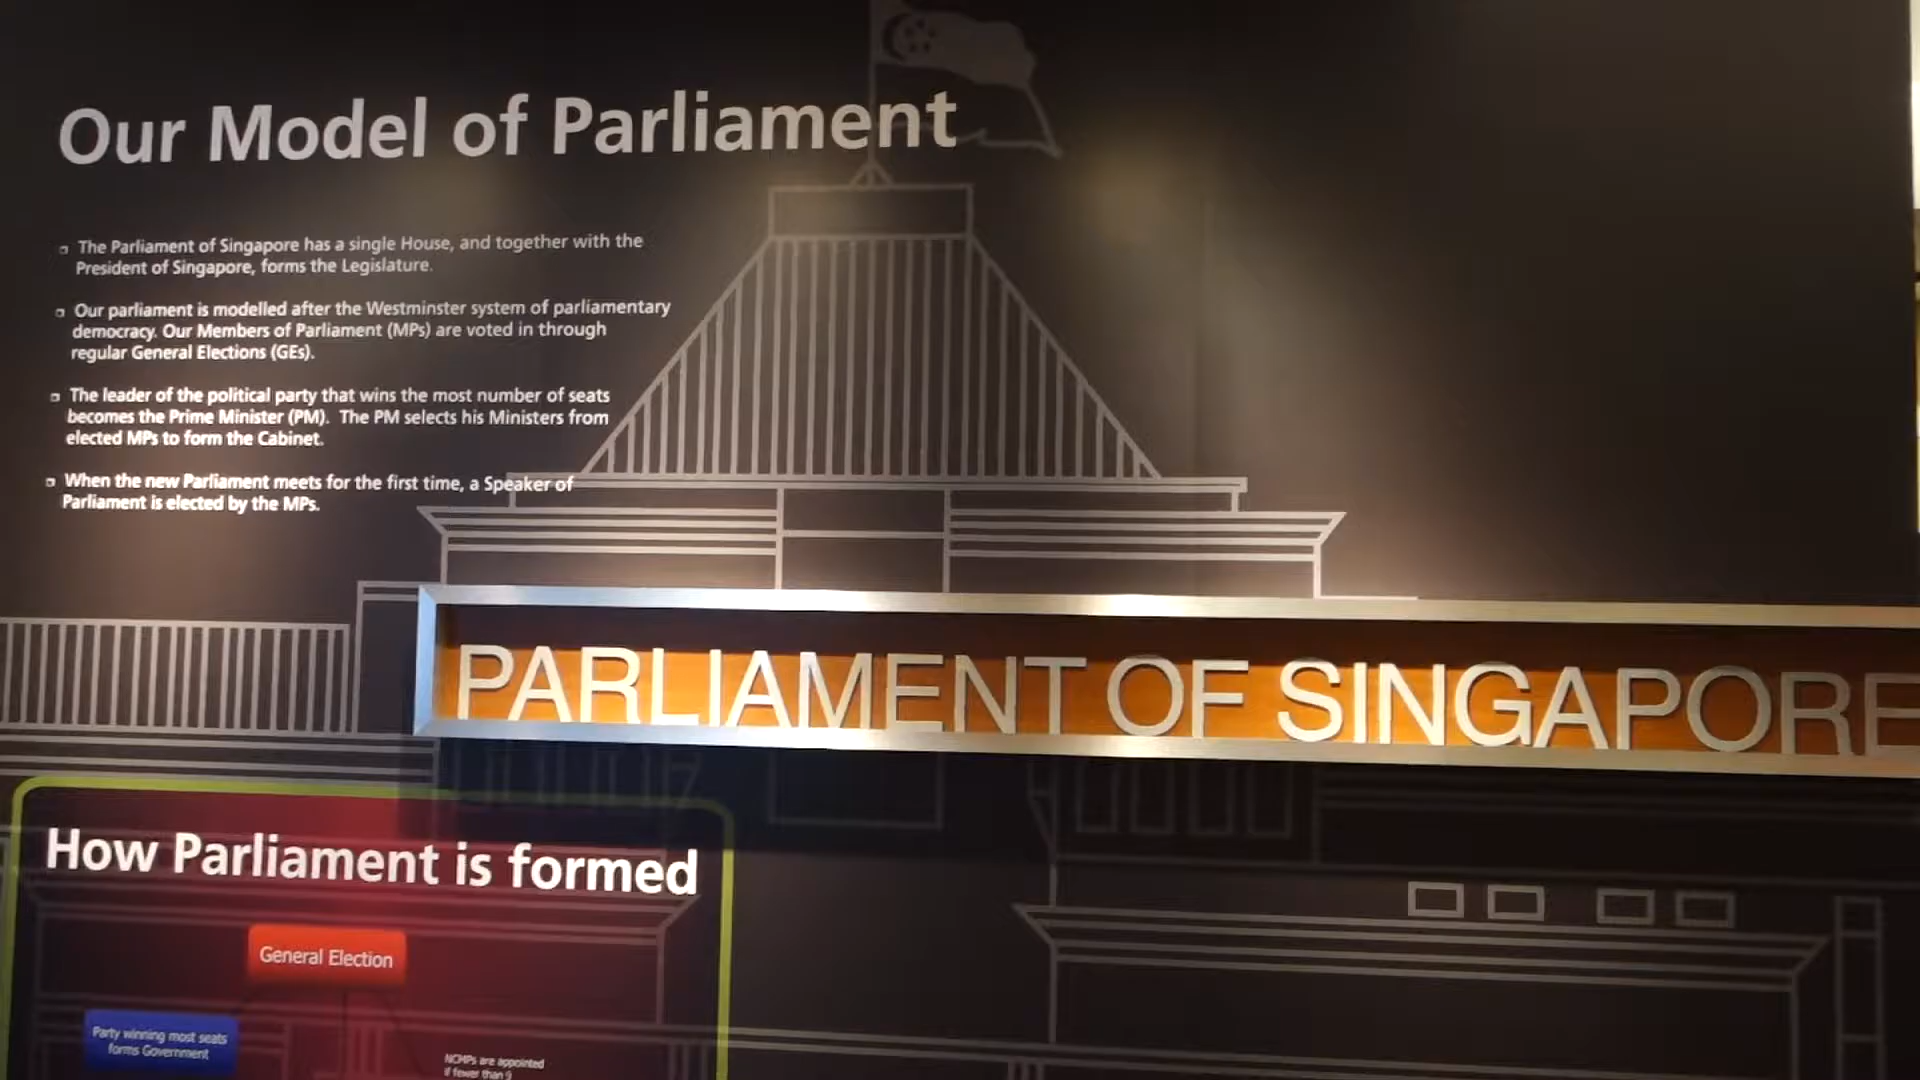 Our Model of Parliament
The Parliament of Singapore has a single House, and together with the
President of Singapore, forms the Legislature.
Our parliament is modelled after the Westminster system of parliamentary
democracy. Our Members of Parliament (MPs) are voted in through
regular General Elections (GEs).
The leader of the political party that wins the most number of seats
becomes the Prime Minister (PM). The PM selects his Ministers from
elected MPs to form the Cabinet.
When the new Parliament meets for the first time, a Speaker of
Parliament is elected by the MPs.
PARLIAMENT OF SINGAPORE
How Parliament is formed
General Election
Party winning most seats
forms Government
NCMPs are appointed
if fewer than 9